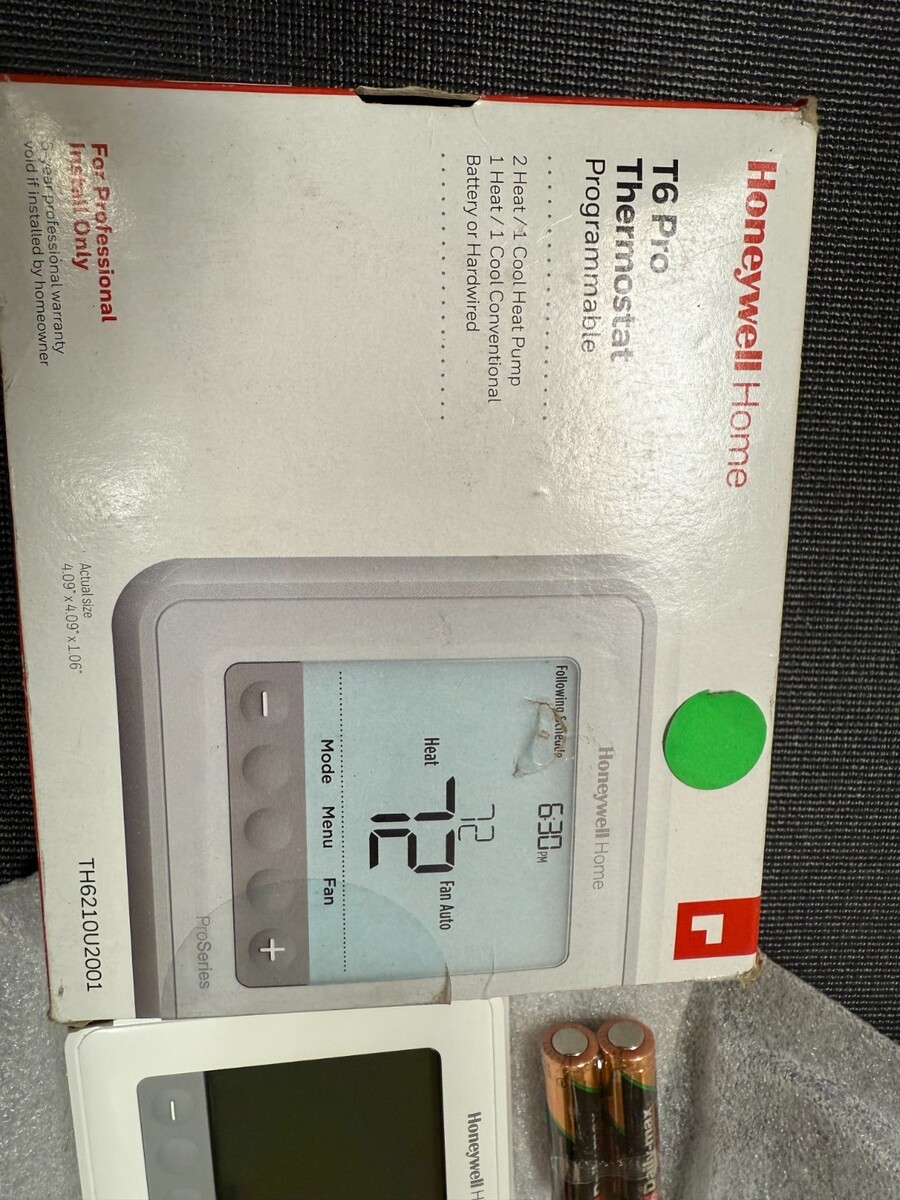 Honeywell Home
T6 Pro
Thermostat
Programmable
2 Heat / 1 Cool Heat Pump
1 Heat / 1 Cool Conventional
Battery or Hardwired
For Professional
Install Only
5-year professional warranty
void if installed by homeowner
Actual size
4.09" x 4.09" x 1.06"
Honeywell Home
Following Schedule
6:30 PM
72
Heat
72
Fan Auto
Mode Menu Fan
− +
ProSeries
TH6210U2001
Honeywell H
−